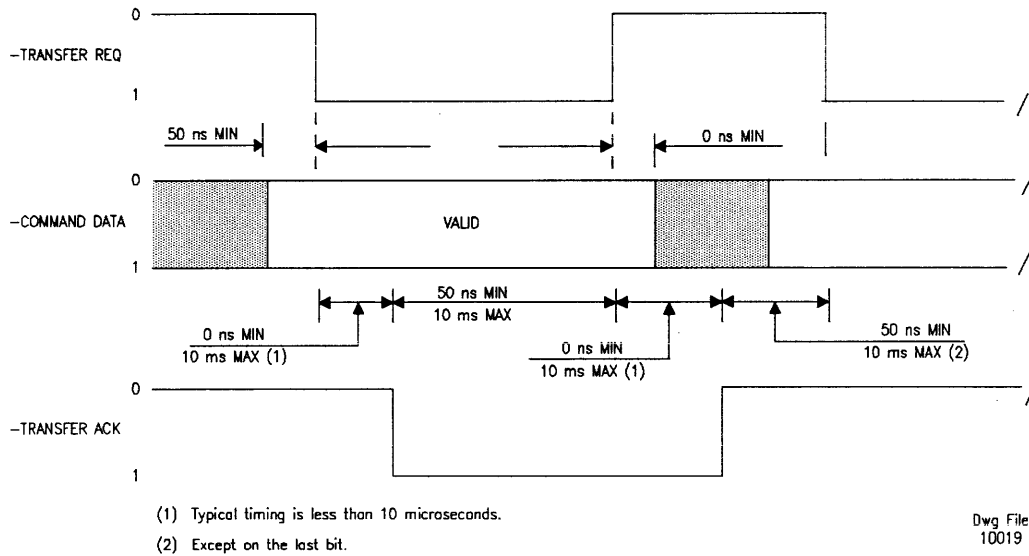 0
-TRANSFER REQ
1
50 ns MIN
0 ns MIN
0
-COMMAND DATA
VALID
1
50 ns MIN
10 ms MAX
0 ns MIN
10 ms MAX (1)
0 ns MIN
10 ms MAX (1)
50 ns MIN
10 ms MAX (2)
0
-TRANSFER ACK
1
(1) Typical timing is less than 10 microseconds.
(2) Except on the last bit.
Dwg File
10019